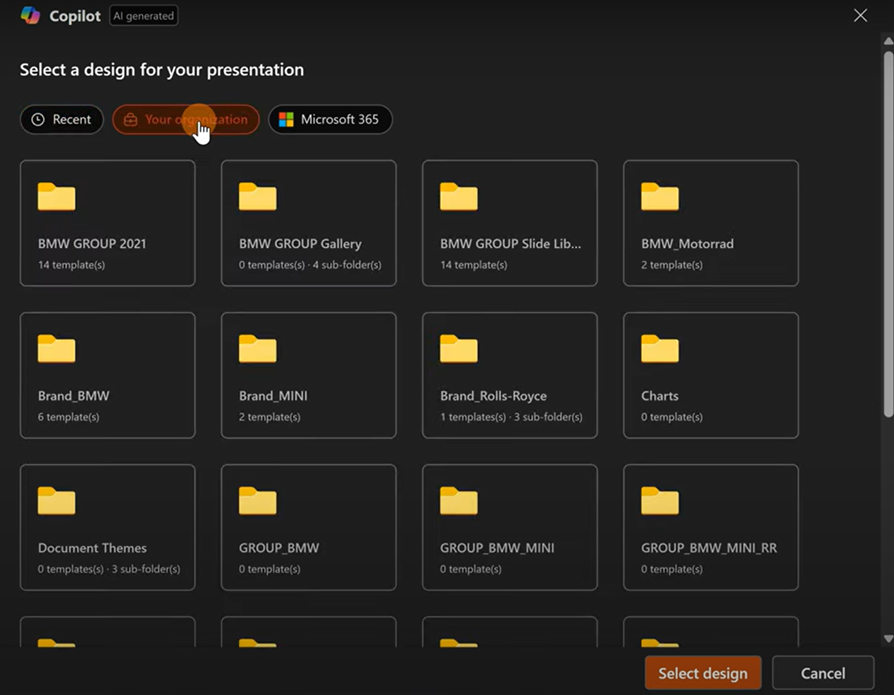 Copilot AI generated
Select a design for your presentation
Recent Your organization Microsoft 365
BMW GROUP 2021
14 template(s)
BMW GROUP Gallery
0 templates(s) · 4 sub-folder(s)
BMW GROUP Slide Lib...
14 template(s)
BMW_Motorrad
2 template(s)
Brand_BMW
6 template(s)
Brand_MINI
2 template(s)
Brand_Rolls-Royce
1 templates(s) · 3 sub-folder(s)
Charts
0 template(s)
Document Themes
0 templates(s) · 3 sub-folder(s)
GROUP_BMW
0 template(s)
GROUP_BMW_MINI
0 template(s)
GROUP_BMW_MINI_RR
0 template(s)
Select design Cancel